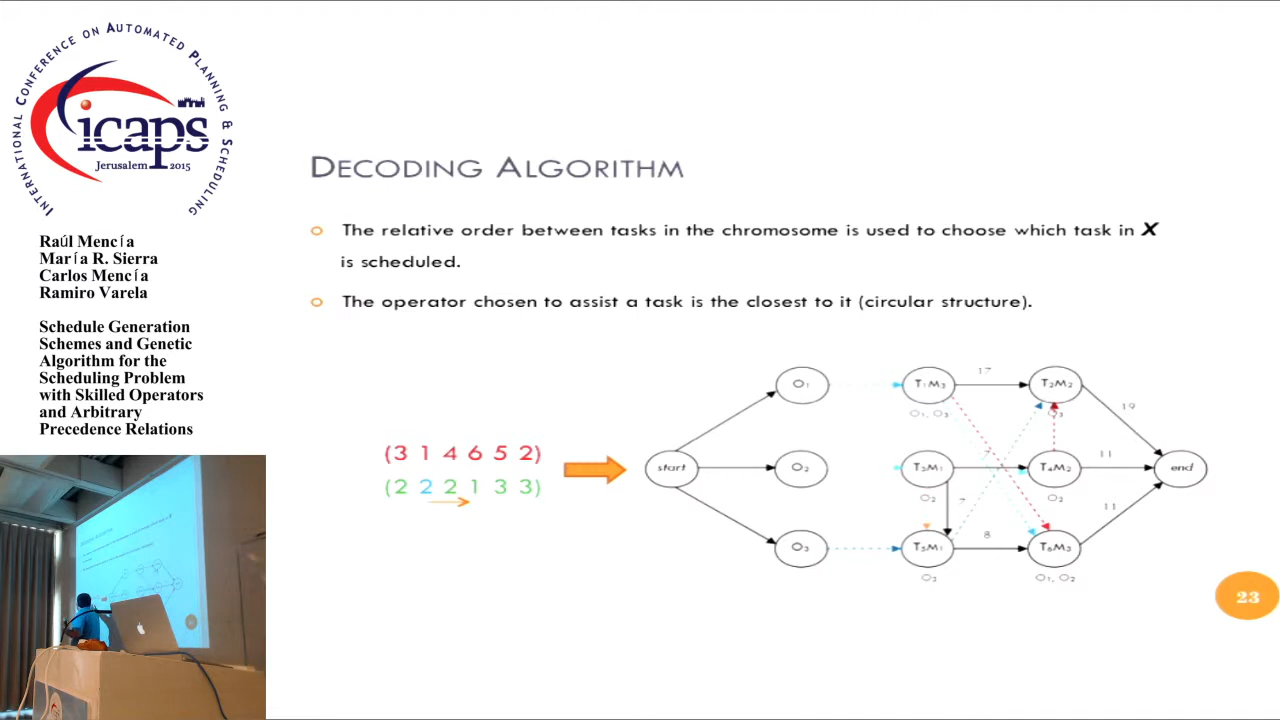 INTERNATIONAL CONFERENCE ON AUTOMATED PLANNING & SCHEDULING
icaps
Jerusalem 2015
Raúl Mencía
María R. Sierra
Carlos Mencía
Ramiro Varela
Schedule Generation
Schemes and Genetic
Algorithm for the
Scheduling Problem
with Skilled Operators
and Arbitrary
Precedence Relations
DECODING ALGORITHM
The relative order between tasks in the chromosome is used to choose which task in X
is scheduled.
The operator chosen to assist a task is the closest to it (circular structure).
(3 1 4 6 5 2)
(2 2 2 1 3 3)
start
O₁
O₂
O₃
T₁M₃
O₁, O₃
17
T₂M₂
O₃
19
T₃M₁
O₂
7
T₄M₂
O₂
11
end
7
T₅M₁
O₃
8
T₆M₃
O₁, O₂
11
23